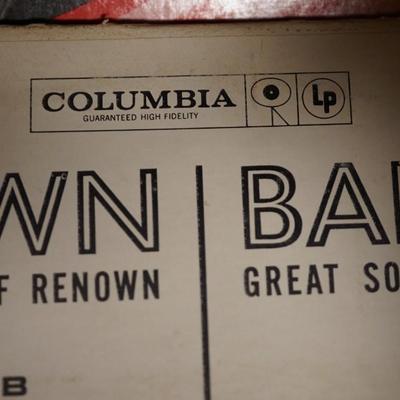 COLUMBIA Lp
GUARANTEED HIGH FIDELITY
WN | BA
F RENOWN | GREAT SO
B